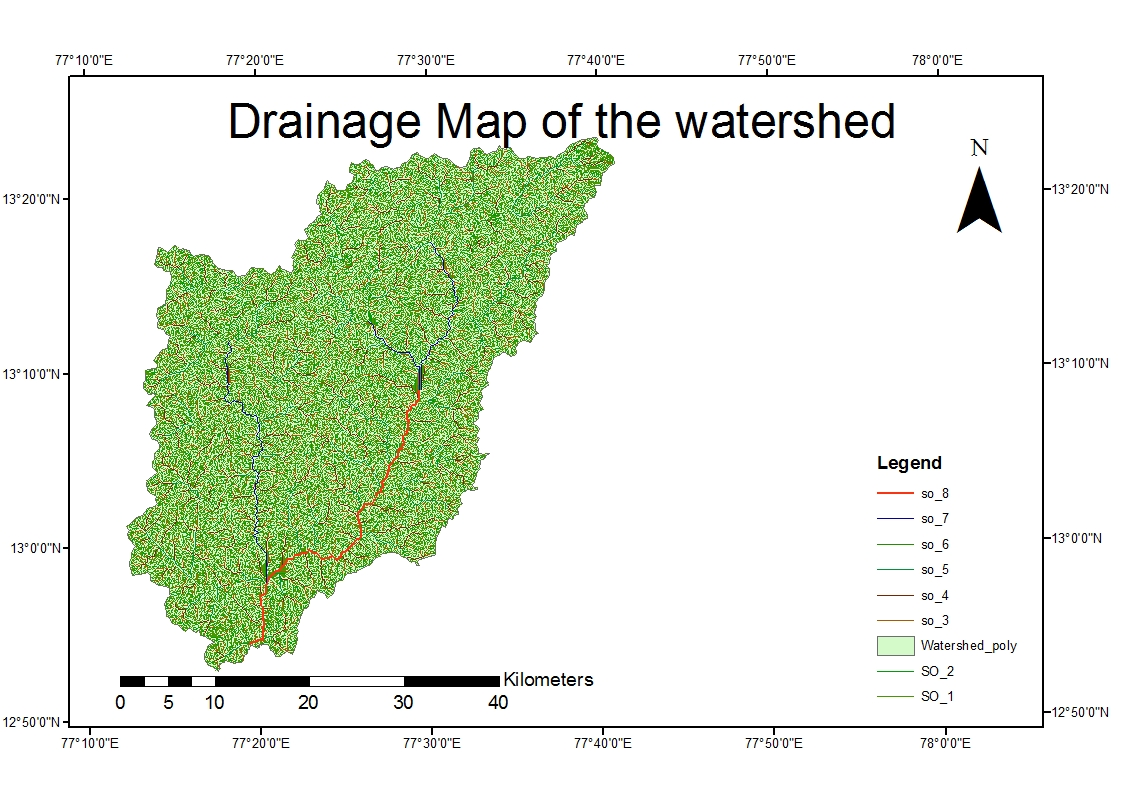 77°10'0"E 77°20'0"E 77°30'0"E 77°40'0"E 77°50'0"E 78°0'0"E
Drainage Map of the watershed
N
13°20'0"N 13°20'0"N
13°10'0"N 13°10'0"N
Legend
so_8
so_7
13°0'0"N 13°0'0"N
so_6
so_5
so_4
so_3
Watershed_poly
SO_2
SO_1
Kilometers
0 5 10 20 30 40
12°50'0"N 12°50'0"N
77°10'0"E 77°20'0"E 77°30'0"E 77°40'0"E 77°50'0"E 78°0'0"E